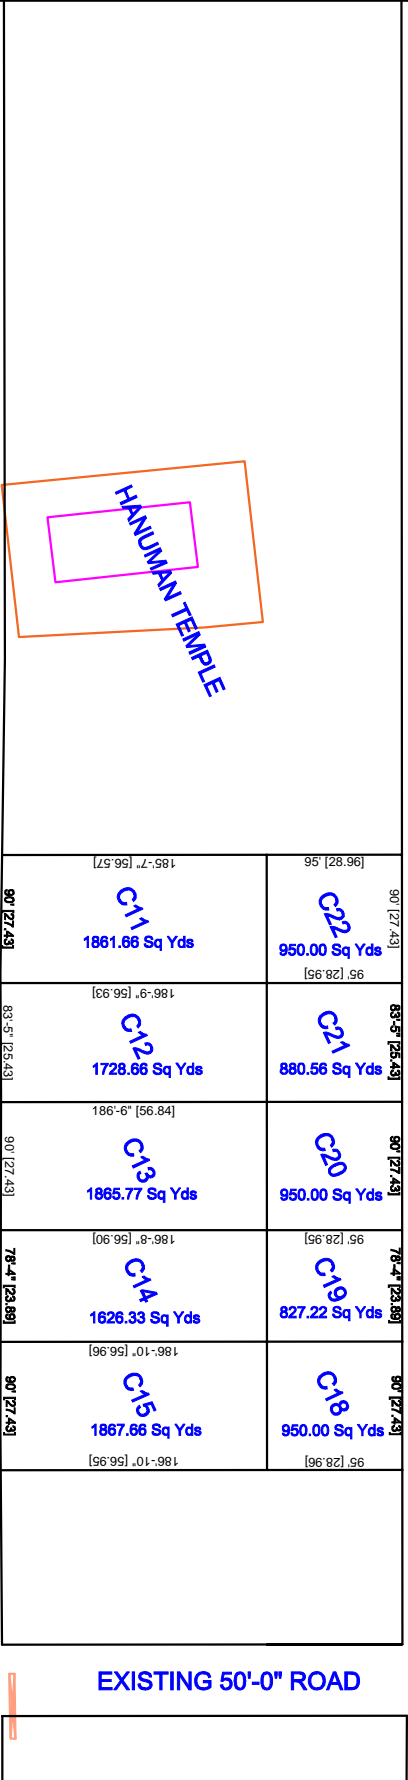 HANUMAN TEMPLE
185'-7" [56.57]
95' [28.96]
90' [27.43]
C11
1861.66 Sq Yds
C22
950.00 Sq Yds
90' [27.43]
95' [28.95]
186'-9" [56.93]
83'-5" [25.43]
C12
1728.66 Sq Yds
C21
880.56 Sq Yds
83'-5" [25.43]
186'-6" [56.84]
90' [27.43]
C13
1865.77 Sq Yds
C20
950.00 Sq Yds
90' [27.43]
186'-8" [56.90]
95' [28.95]
78'-4" [23.89]
C14
1626.33 Sq Yds
C19
827.22 Sq Yds
78'-4" [23.89]
186'-10" [56.96]
90' [27.43]
C15
1867.66 Sq Yds
C18
950.00 Sq Yds
90' [27.43]
186'-10" [56.95]
95' [28.96]
EXISTING 50'-0" ROAD